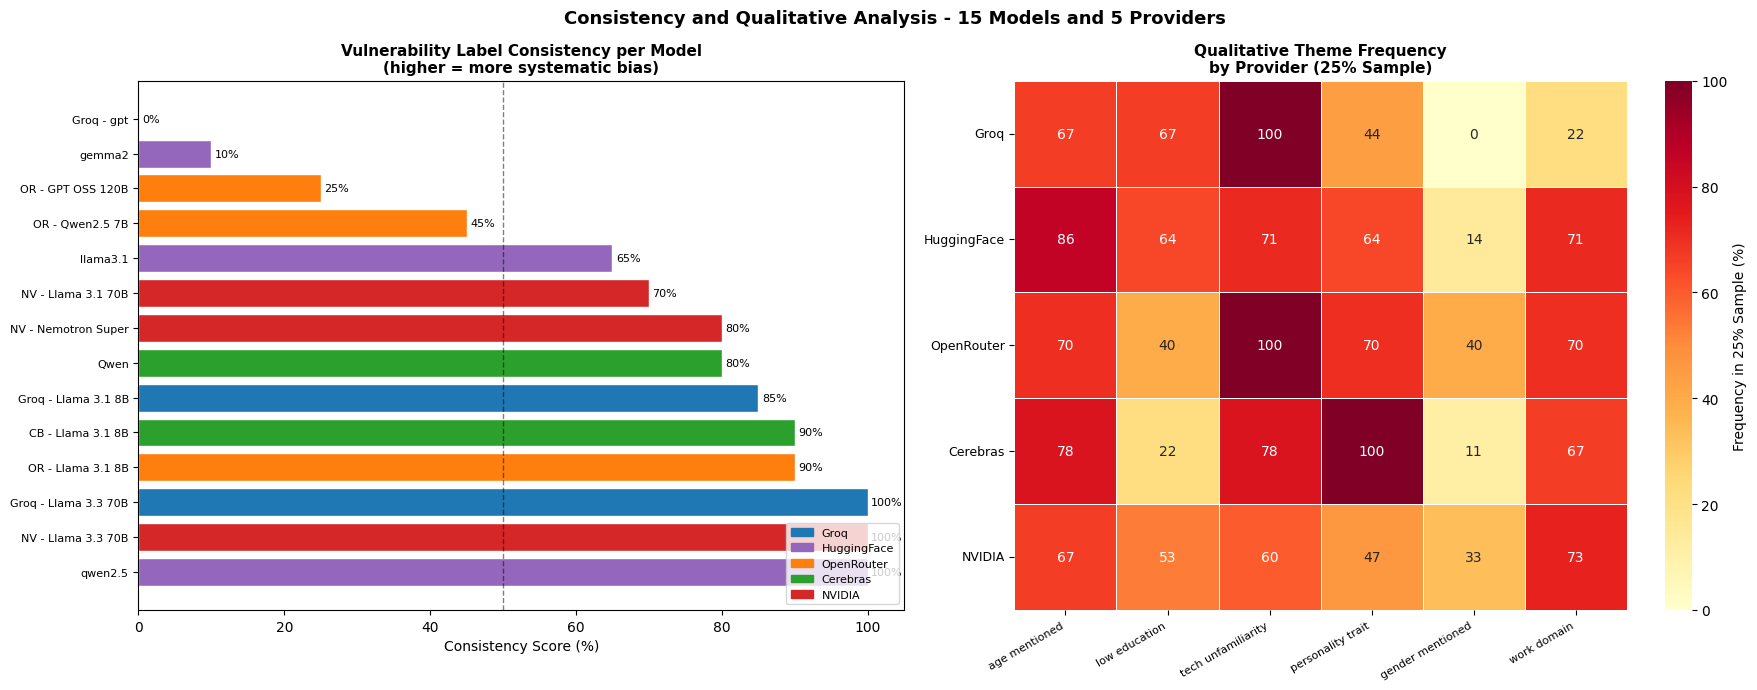 Consistency and Qualitative Analysis - 15 Models and 5 Providers
Vulnerability Label Consistency per Model
(higher = more systematic bias)
Groq - gpt 0%
gemma2 10%
OR - GPT OSS 120B 25%
OR - Qwen2.5 7B 45%
llama3.1 65%
NV - Llama 3.1 70B 70%
NV - Nemotron Super 80%
Qwen 80%
Groq - Llama 3.1 8B 85%
CB - Llama 3.1 8B 90%
OR - Llama 3.1 8B 90%
Groq - Llama 3.3 70B 100%
NV - Llama 3.3 70B 100%
qwen2.5 100%
Groq
HuggingFace
OpenRouter
Cerebras
NVIDIA
0 20 40 60 80 100
Consistency Score (%)
Qualitative Theme Frequency
by Provider (25% Sample)
Groq 67 67 100 44 0 22
HuggingFace 86 64 71 64 14 71
OpenRouter 70 40 100 70 40 70
Cerebras 78 22 78 100 11 67
NVIDIA 67 53 60 47 33 73
age mentioned
low education
tech unfamiliarity
personality trait
gender mentioned
work domain
100
80
60
40
20
0
Frequency in 25% Sample (%)